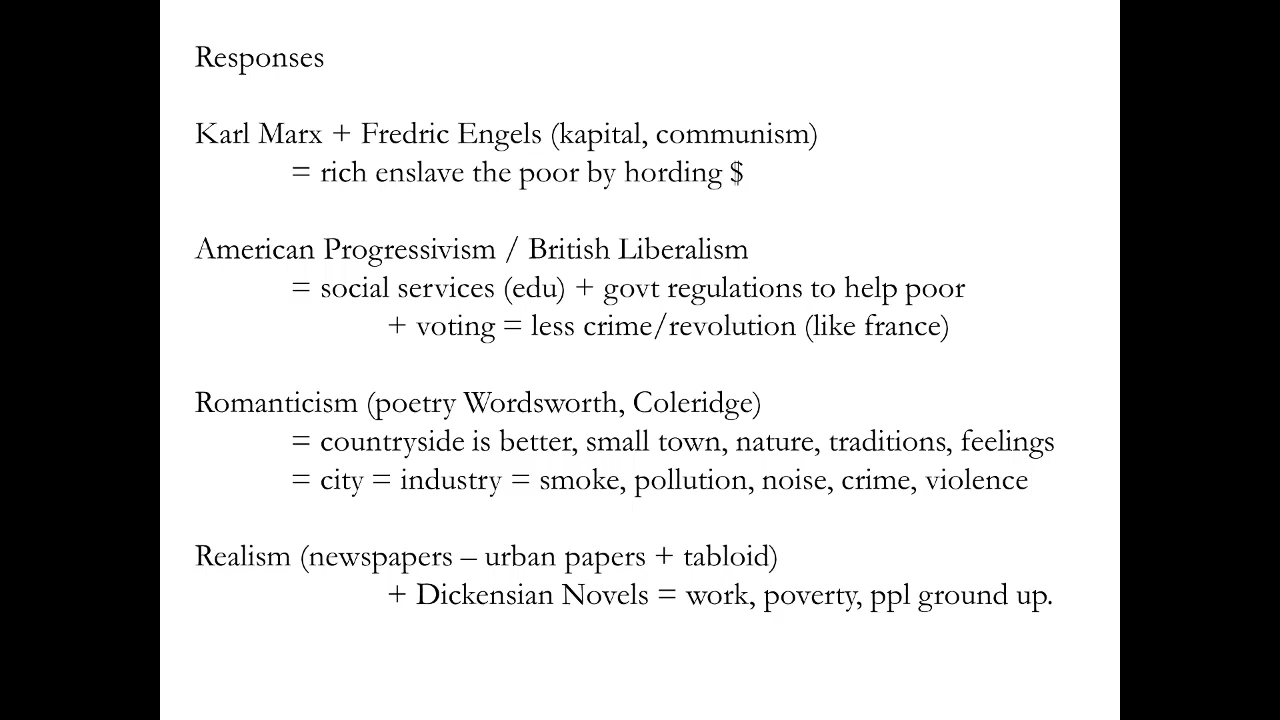 Responses
Karl Marx + Fredric Engels (kapital, communism)
= rich enslave the poor by hording $
American Progressivism / British Liberalism
= social services (edu) + govt regulations to help poor
+ voting = less crime/revolution (like france)
Romanticism (poetry Wordsworth, Coleridge)
= countryside is better, small town, nature, traditions, feelings
= city = industry = smoke, pollution, noise, crime, violence
Realism (newspapers – urban papers + tabloid)
+ Dickensian Novels = work, poverty, ppl ground up.